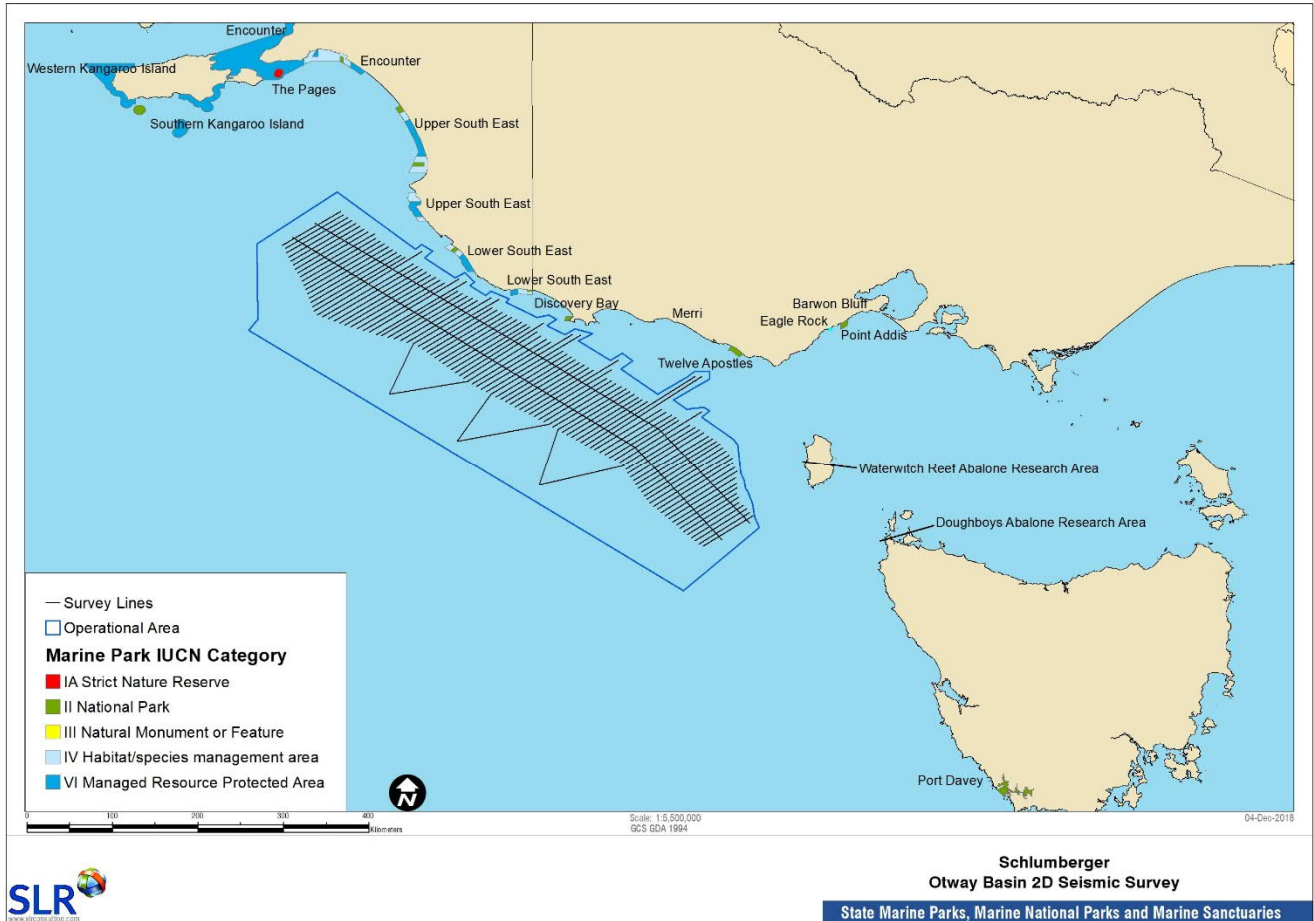 Encounter
Western Kangaroo Island
Encounter
The Pages
Southern Kangaroo Island
Upper South East
Upper South East
Lower South East
Lower South East
Discovery Bay
Merri
Barwon Bluff
Eagle Rock
Point Addis
Twelve Apostles
Waterwitch Reef Abalone Research Area
Doughboys Abalone Research Area
Port Davey
Survey Lines
Operational Area
Marine Park IUCN Category
IA Strict Nature Reserve
II National Park
III Natural Monument or Feature
IV Habitat/species management area
VI Managed Resource Protected Area
N
0 100 200 300 400
Kilometers
Scale: 1:5,500,000
GCS GDA 1994
04-Dec-2018
SLR
www.slrconsulting.com
Schlumberger
Otway Basin 2D Seismic Survey
State Marine Parks, Marine National Parks and Marine Sanctuaries